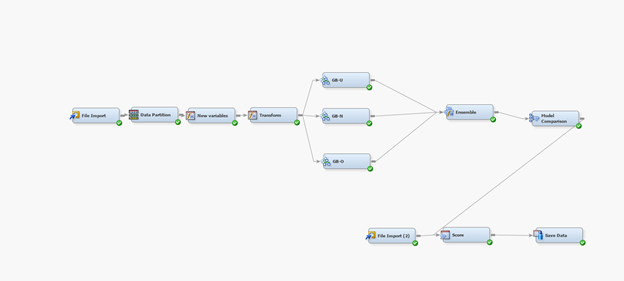 File Import
Data Partition
New variables
Transform
GB-U
GB-N
GB-O
Ensemble
Model
Comparison
File Import (2)
Score
Save Data